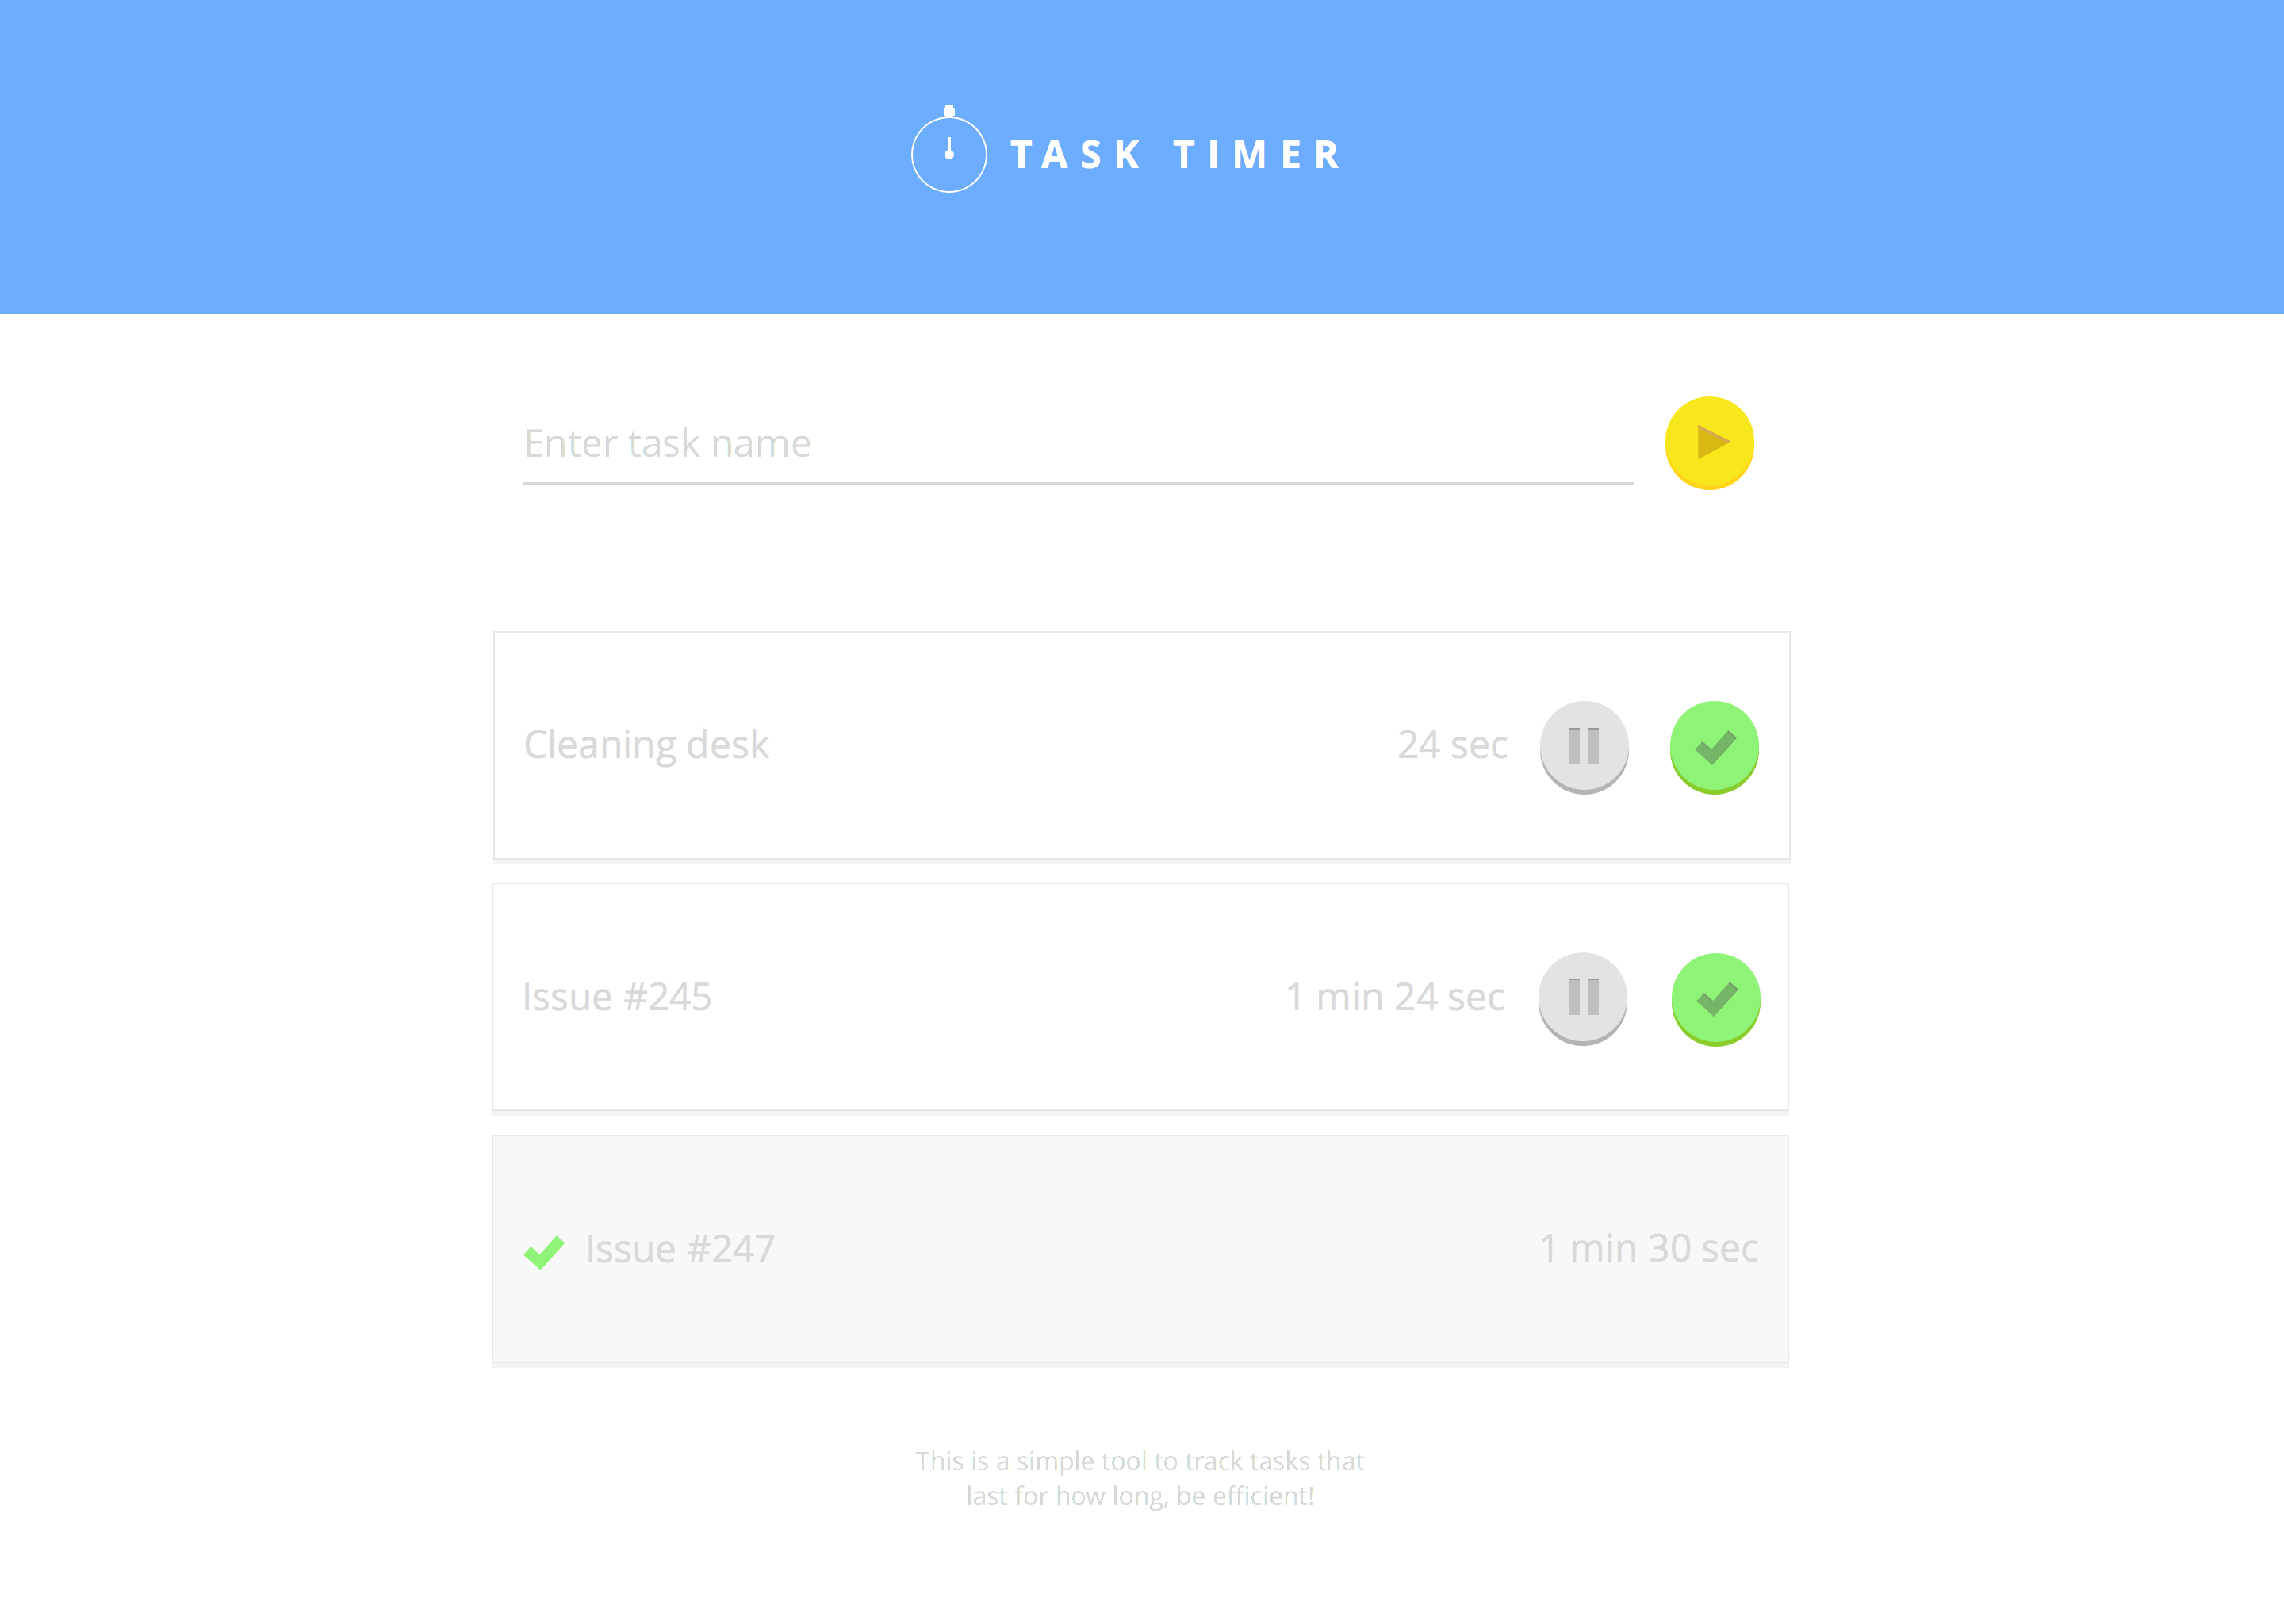 TASK TIMER
Enter task name
Cleaning desk 24 sec
Issue #245 1 min 24 sec
Issue #247 1 min 30 sec
This is a simple tool to track tasks that
last for how long, be efficient!